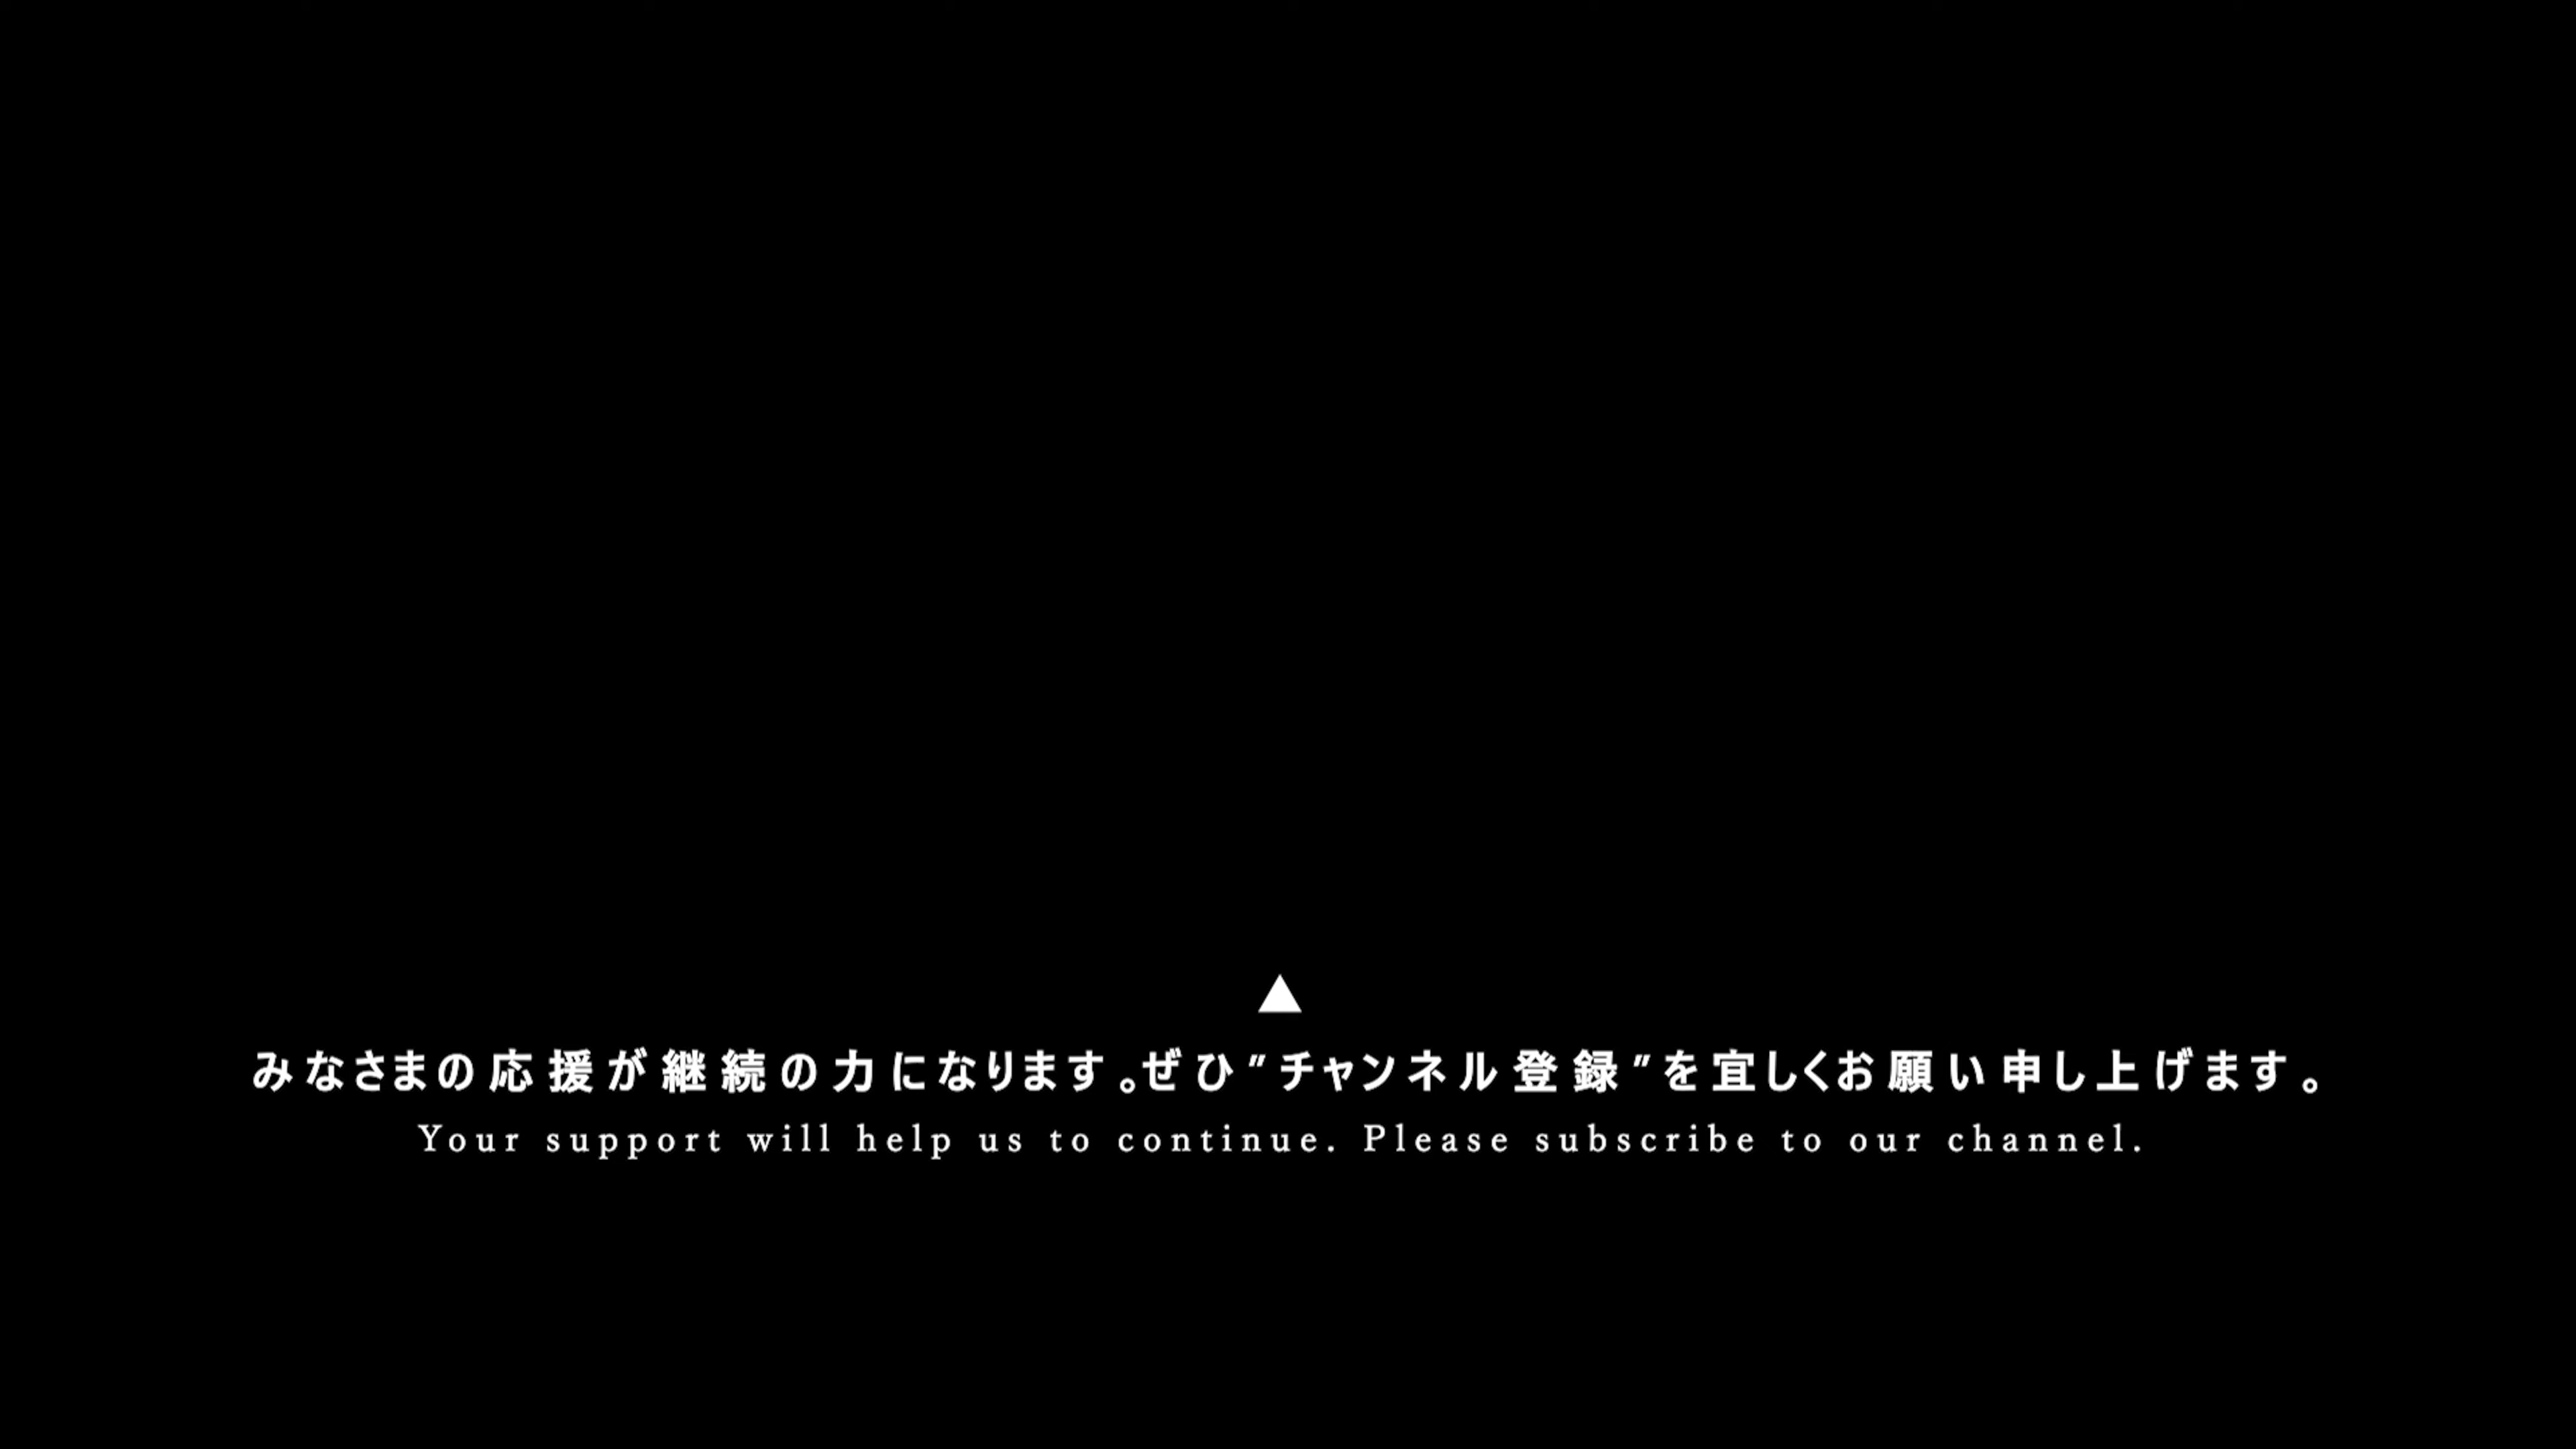 みなさまの応援が継続の力になります。ぜひ”チャンネル登録”を宜しくお願い申し上げます。
Your support will help us to continue. Please subscribe to our channel.